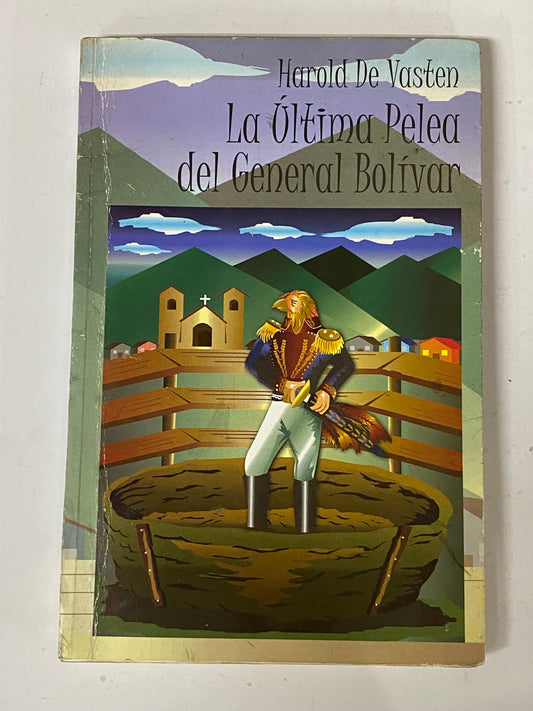 Harold De Vasten
La Última Pelea
del General Bolívar